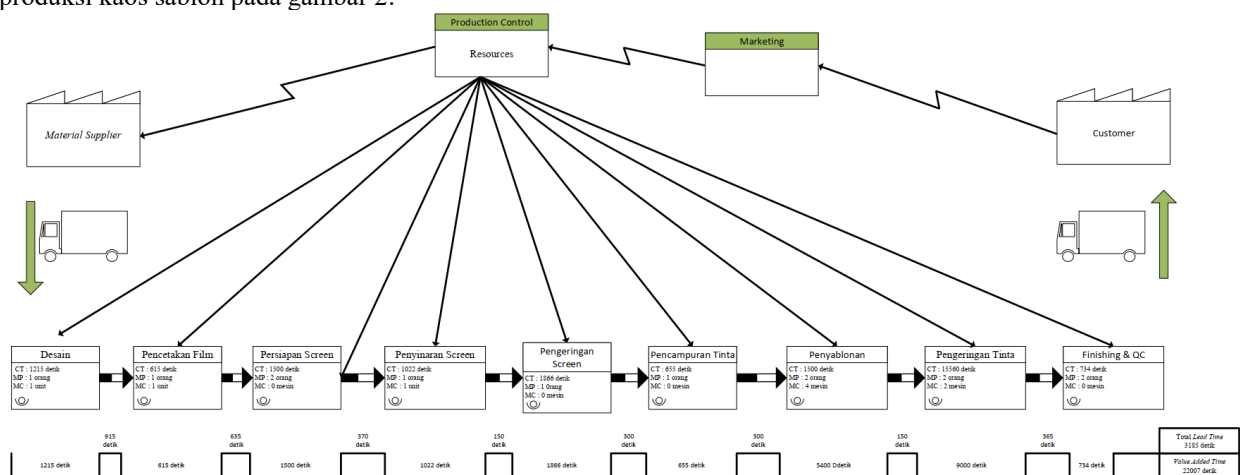 produksi kaos sablon pada gambar 2.
Production Control
Resources
Marketing
Material Supplier
Customer
Desain
CT : 1215 detik
MP : 1 orang
MC : 1 unit
Pencetakan Film
CT : 615 detik
MP : 1 orang
MC : 1 unit
Persiapan Screen
CT : 1500 detik
MP : 2 orang
MC : 0 mesin
Penyinaran Screen
CT : 1022 detik
MP : 1 orang
MC : 1 unit
Pengeringan
Screen
CT : 1866 detik
MP : 1 Orang
MC : 0 mesin
Pencampuran Tinta
CT : 655 detik
MP : 1 orang
MC : 0 mesin
Penyablonan
CT : 1500 detik
MP : 2 orang
MC : 4 mesin
Pengeringan Tinta
CT : 15560 detik
MP : 2 orang
MC : 2 mesin
Finishing & QC
CT : 734 detik
MP : 2 orang
MC : 0 mesin
915
detik
635
detik
370
detik
150
detik
300
detik
300
detik
150
detik
365
detik
Total Lead Time
3185 detik
1215 detik
615 detik
1500 detik
1022 detik
1866 detik
655 detik
5400 Ddetik
9000 detik
734 detik
Value Added Time
22007 detik